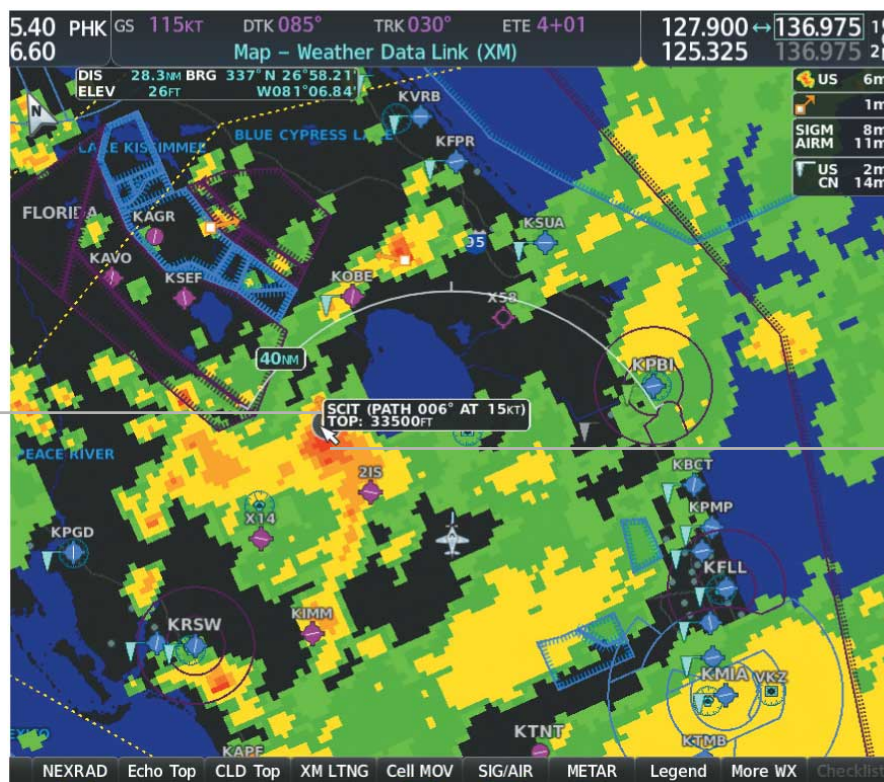 5.40 PHK GS 115KT DTK 085° TRK 030° ETE 4+01 127.900 ↔ 136.975
6.60 Map – Weather Data Link (XM) 125.325 136.975
DIS 28.3NM BRG 337° N 26°58.21'
ELEV 26FT W081°06.84'
US 6m
1m
SIGM 8m
AIRM 11m
US 2m
CN 14m
N
KVRB
LAKE KISSIMMEE
BLUE CYPRESS LAKE
KFPR
FLORIDA
KAGR
KSUA
95
KAVO
KSEF
KOBE
X58
40NM
KPBI
SCIT (PATH 006° AT 15KT)
TOP: 33500FT
PEACE RIVER
2IS
KBCT
X14
KPMP
KPGD
KFLL
KRSW
KIMM
KMIA
VKZ
KTNT
KTMB
KAPF
NEXRAD Echo Top CLD Top XM LTNG Cell MOV SIG/AIR METAR Legend More WX Checklist